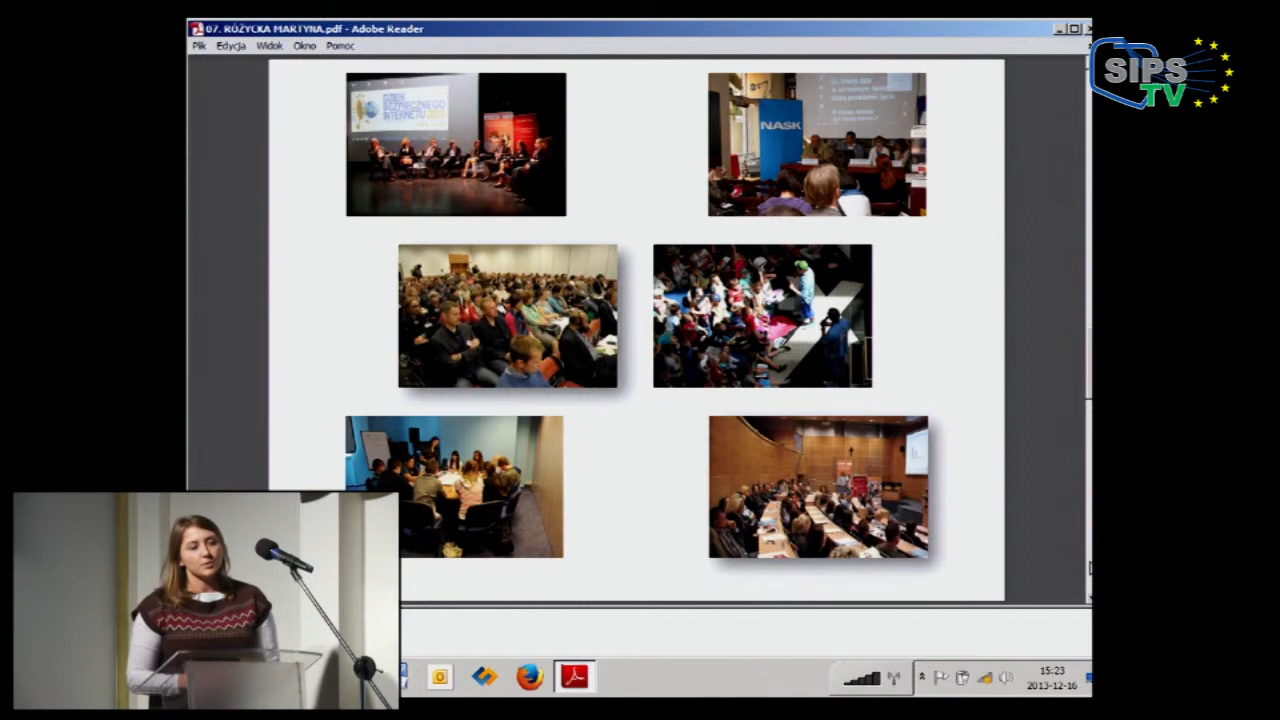 07. RÓŻYCKA MARTYNA.pdf - Adobe Reader
Plik Edycja Widok Okno Pomoc
SIPS
TV
DZIEŃ
BEZPIECZNEGO
INTERNETU
NASK
15:23
2013-12-16